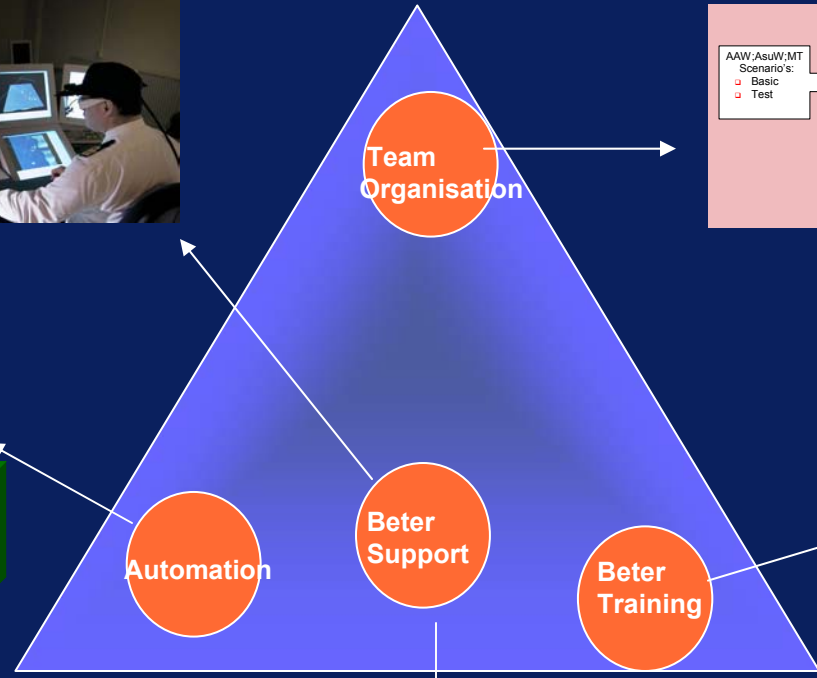 AAW;AsuW;MT
Scenario's:
Basic
Test
Team
Organisation
Beter
Support
Automation
Beter
Training